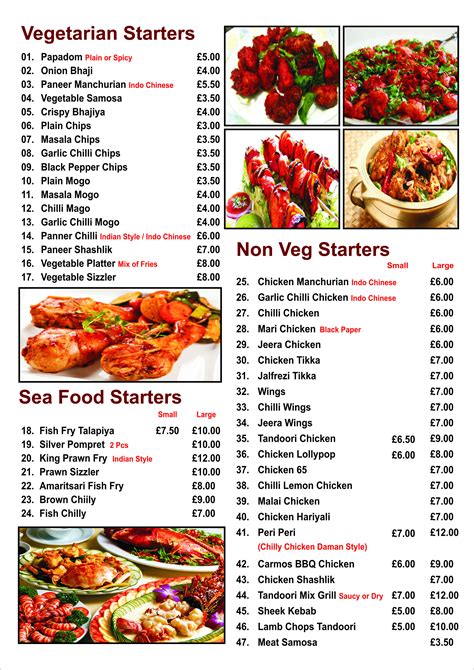 Vegetarian Starters
01. Papadom Plain or Spicy £5.00
02. Onion Bhaji £4.00
03. Paneer Manchurian Indo Chinese £5.50
04. Vegetable Samosa £3.50
05. Crispy Bhajiya £4.00
06. Plain Chips £3.00
07. Masala Chips £3.50
08. Garlic Chilli Chips £3.50
09. Black Pepper Chips £3.50
10. Plain Mogo £3.50
11. Masala Mogo £4.00
12. Chilli Mago £4.00
13. Garlic Chilli Mogo £4.00
14. Panner Chilli Indian Style / Indo Chinese £6.00
15. Paneer Shashlik £7.00
16. Vegetable Platter Mix of Fries £8.00
17. Vegetable Sizzler £8.00
Sea Food Starters
Small Large
18. Fish Fry Talapiya £7.50 £10.00
19. Silver Pompret 2 Pcs £10.00
20. King Prawn Fry Indian Style £12.00
21. Prawn Sizzler £10.00
22. Amaritsari Fish Fry £8.00
23. Brown Chiily £9.00
24. Fish Chilly £7.00
Non Veg Starters
Small Large
25. Chicken Manchurian Indo Chinese £6.00
26. Garlic Chilli Chicken Indo Chinese £6.00
27. Chilli Chicken £6.00
28. Mari Chicken Black Paper £6.00
29. Jeera Chicken £6.00
30. Chicken Tikka £7.00
31. Jalfrezi Tikka £7.00
32. Wings £7.00
33. Chilli Wings £7.00
34. Jeera Wings £7.00
35. Tandoori Chicken £6.50 £9.00
36. Chicken Lollypop £6.00 £8.00
37. Chicken 65 £7.00
38. Chilli Lemon Chicken £7.00
39. Malai Chicken £7.00
40. Chicken Hariyali £7.00
41. Peri Peri £7.00 £12.00
(Chilly Chicken Daman Style)
42. Carmos BBQ Chicken £6.00 £9.00
43. Chicken Shashlik £7.00
44. Tandoori Mix Grill Saucy or Dry £7.00 £12.00
45. Sheek Kebab £5.00 £8.00
46. Lamb Chops Tandoori £5.00 £10.00
47. Meat Samosa £3.50